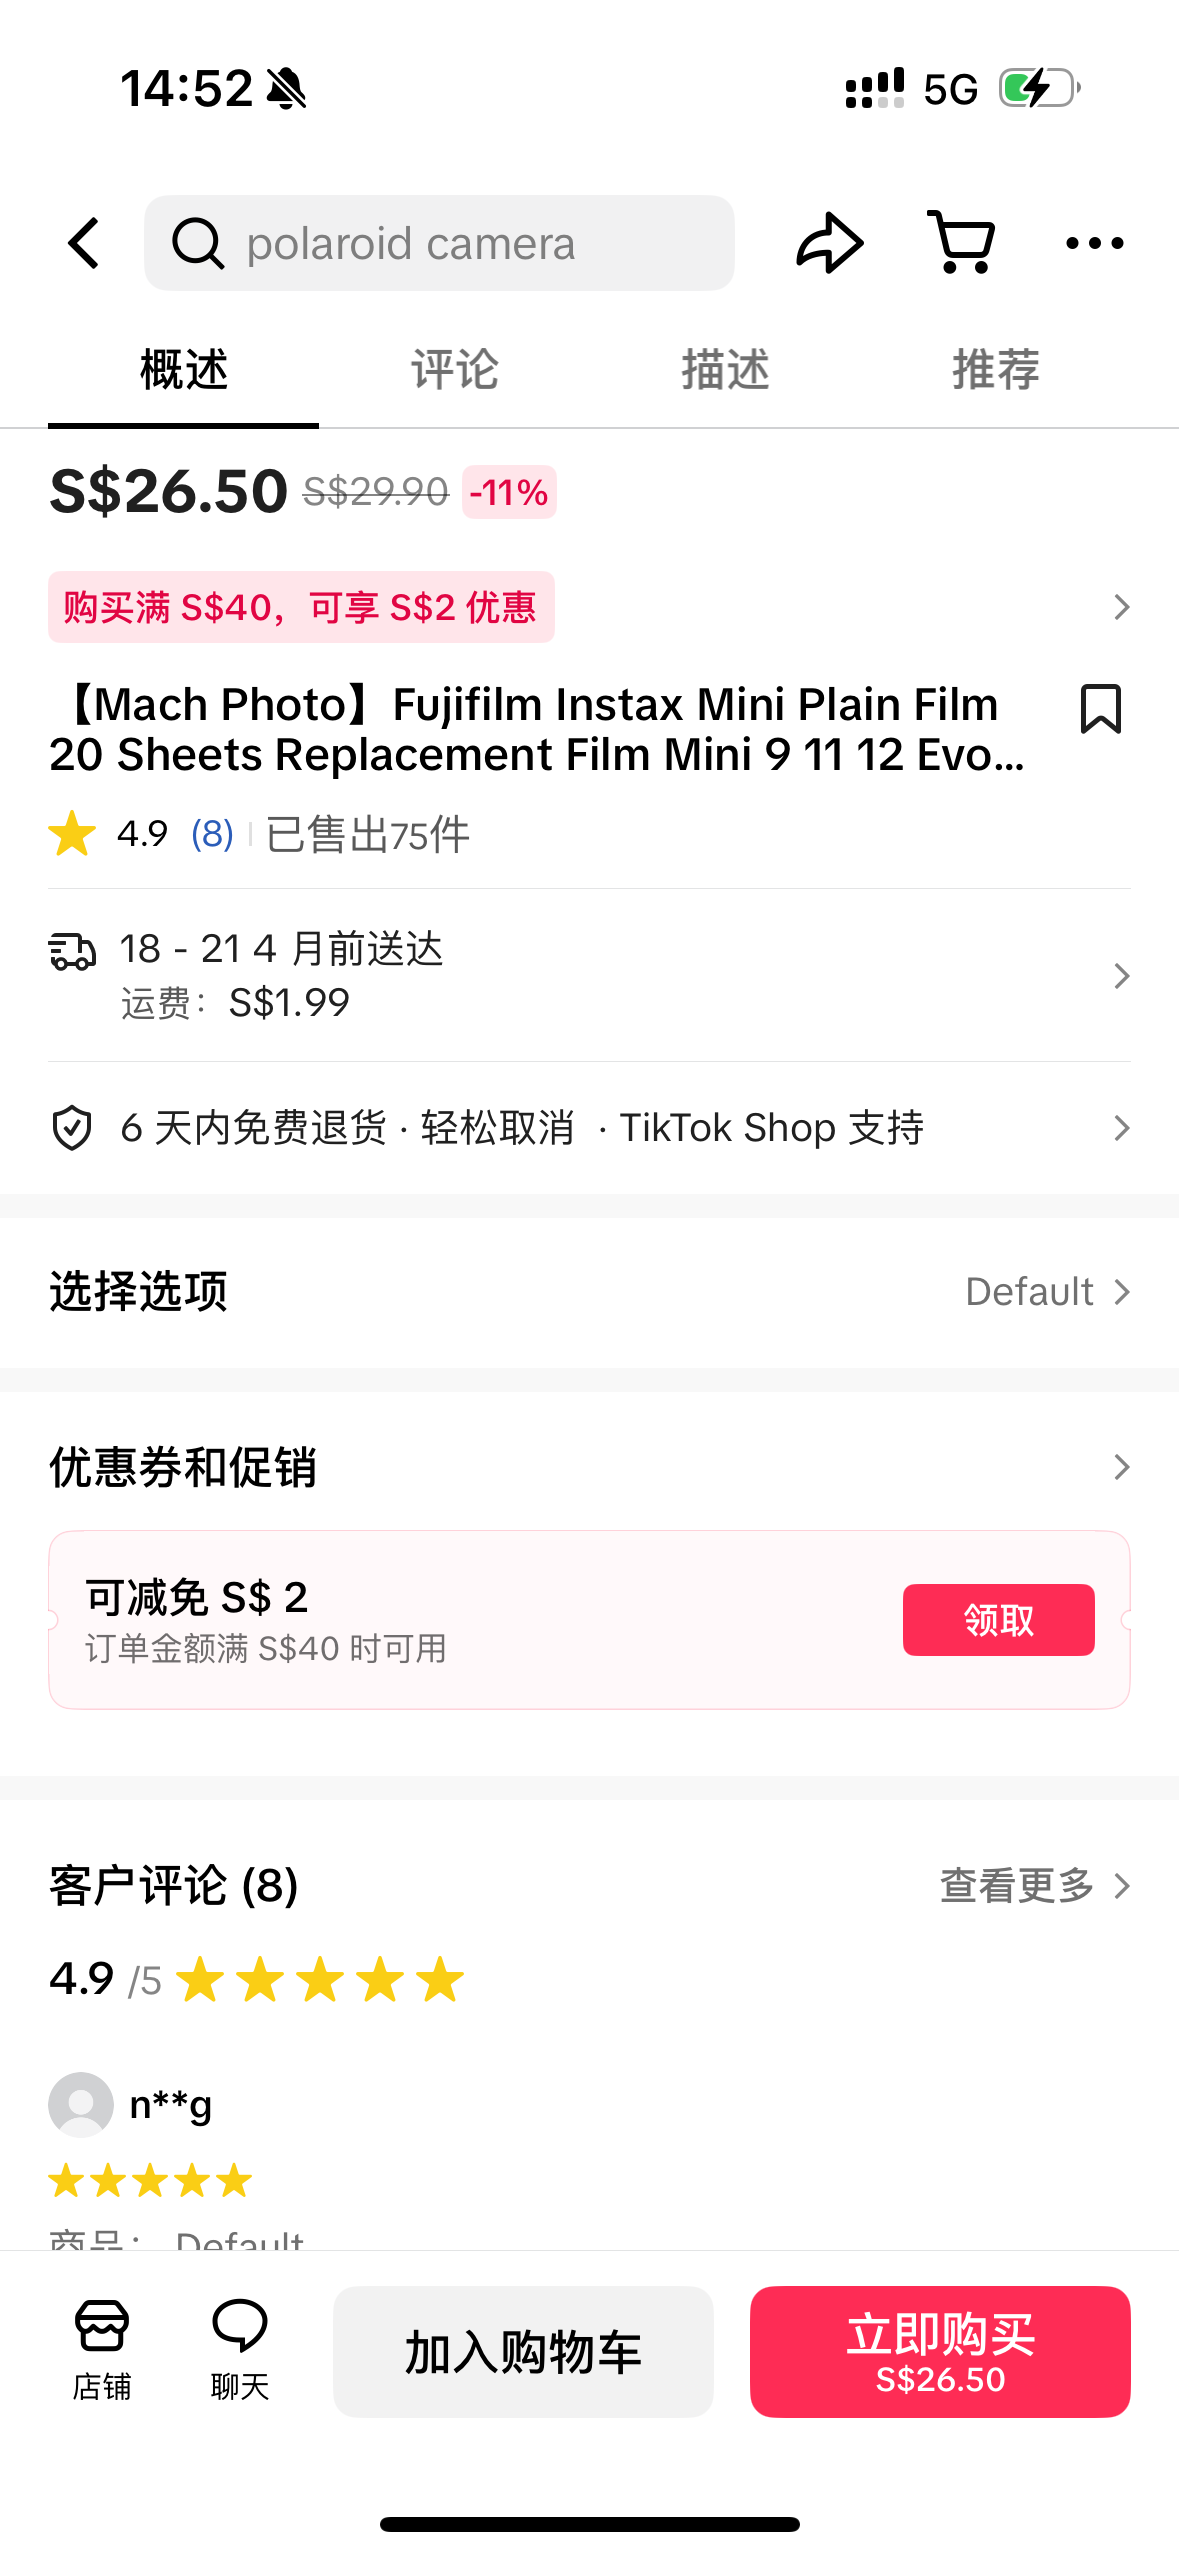 14:52
5G
polaroid camera
概述 评论 描述 推荐
S$26.50 S$29.90 -11%
购买满 S$40，可享 S$2 优惠
【Mach Photo】Fujifilm Instax Mini Plain Film
20 Sheets Replacement Film Mini 9 11 12 Evo...
4.9 (8) 已售出75件
18 - 21 4 月前送达
运费： S$1.99
6 天内免费退货 · 轻松取消 · TikTok Shop 支持
选择选项 Default
优惠券和促销
可减免 S$ 2
订单金额满 S$40 时可用
领取
客户评论 (8) 查看更多
4.9 /5
n**g
商品： Default
店铺
聊天
加入购物车
立即购买
S$26.50